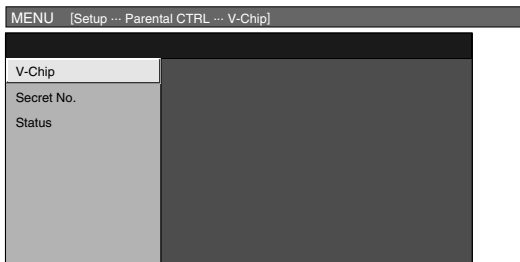 MENU [Setup ··· Parental CTRL ··· V-Chip]
V-Chip
Secret No.
Status